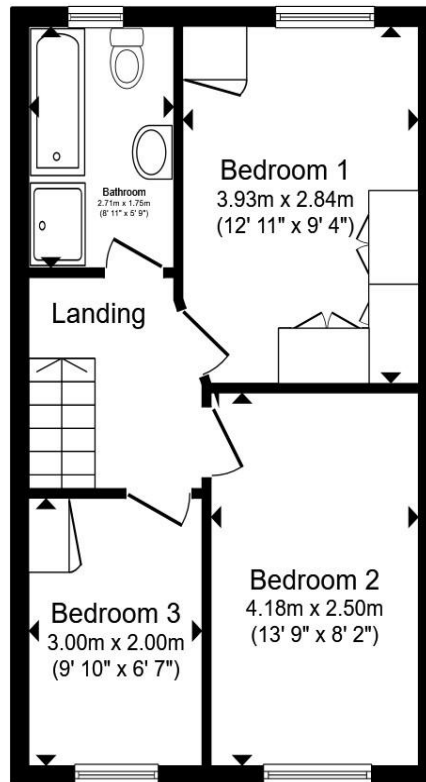 Bathroom
2.71m x 1.75m
(8' 11" x 5' 9")
Bedroom 1
3.93m x 2.84m
(12' 11" x 9' 4")
Landing
Bedroom 2
4.18m x 2.50m
(13' 9" x 8' 2")
Bedroom 3
3.00m x 2.00m
(9' 10" x 6' 7")